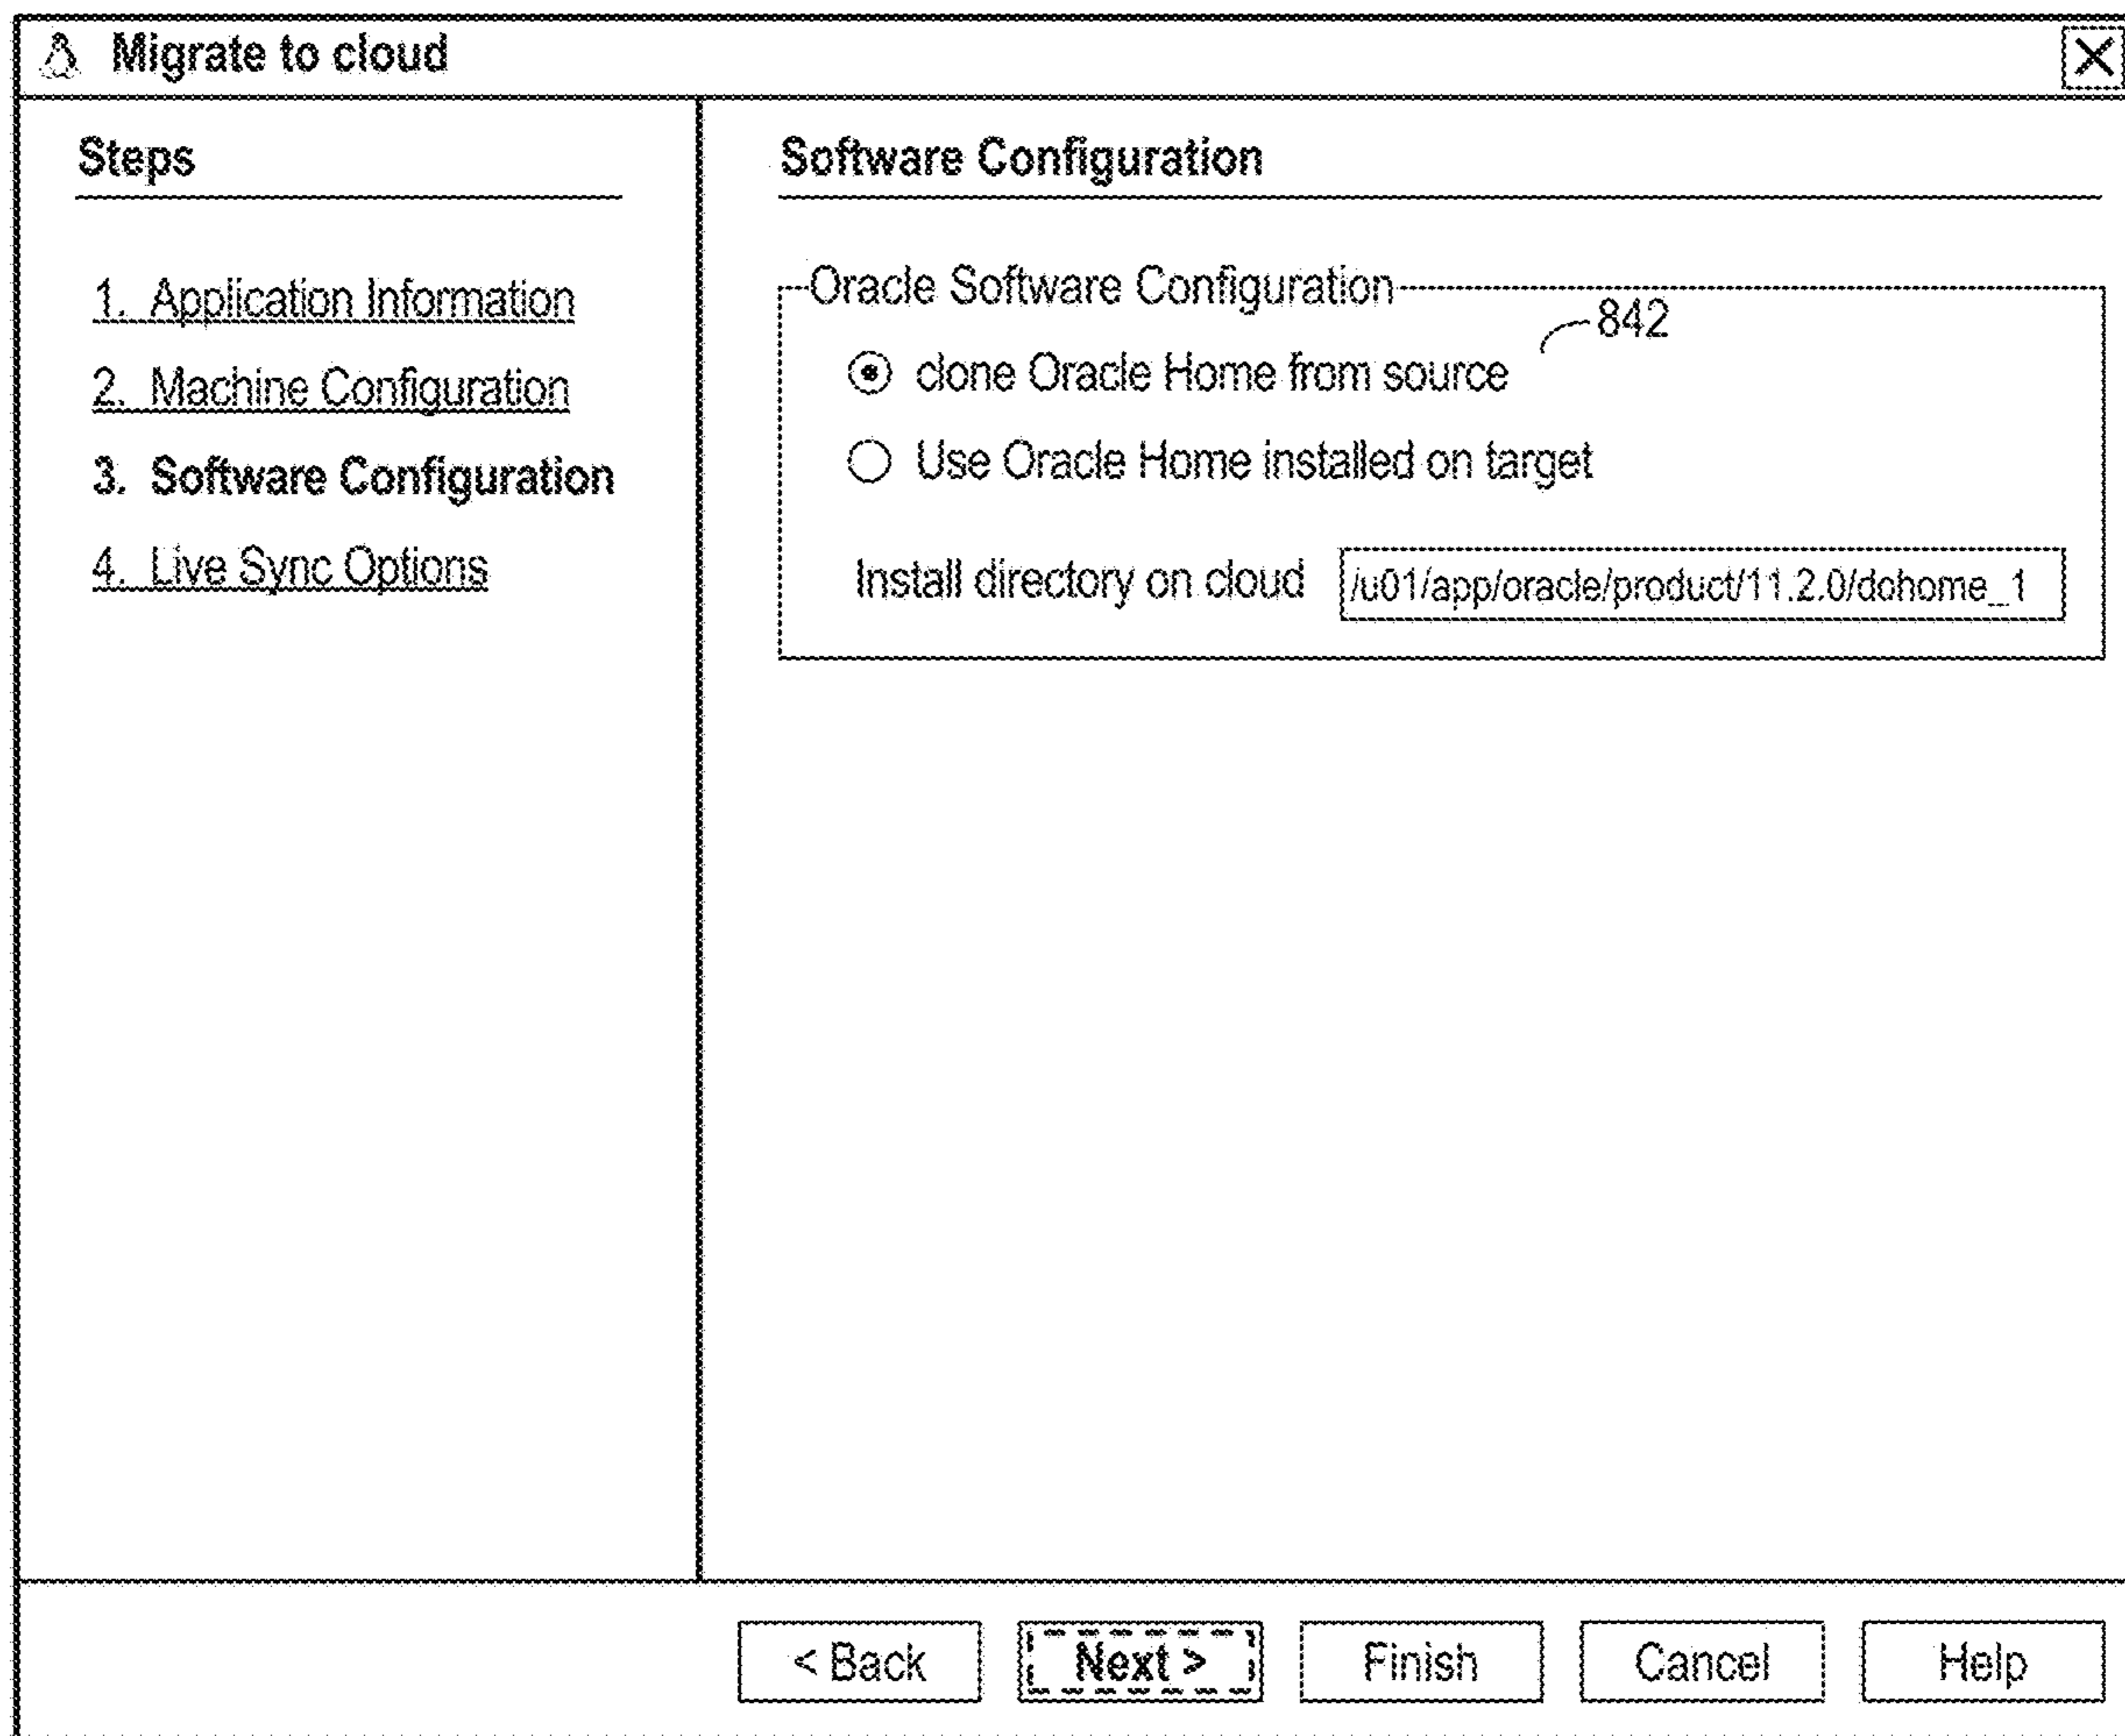 Migrate to cloud
Steps
1. Application Information
2. Machine Configuration
3. Software Configuration
4. Live Sync Options
Software Configuration
Oracle Software Configuration
842
clone Oracle Home from source
Use Oracle Home installed on target
Install directory on cloud /u01/app/oracle/product/11.2.0/dohome_1
< Back Next > Finish Cancel Help